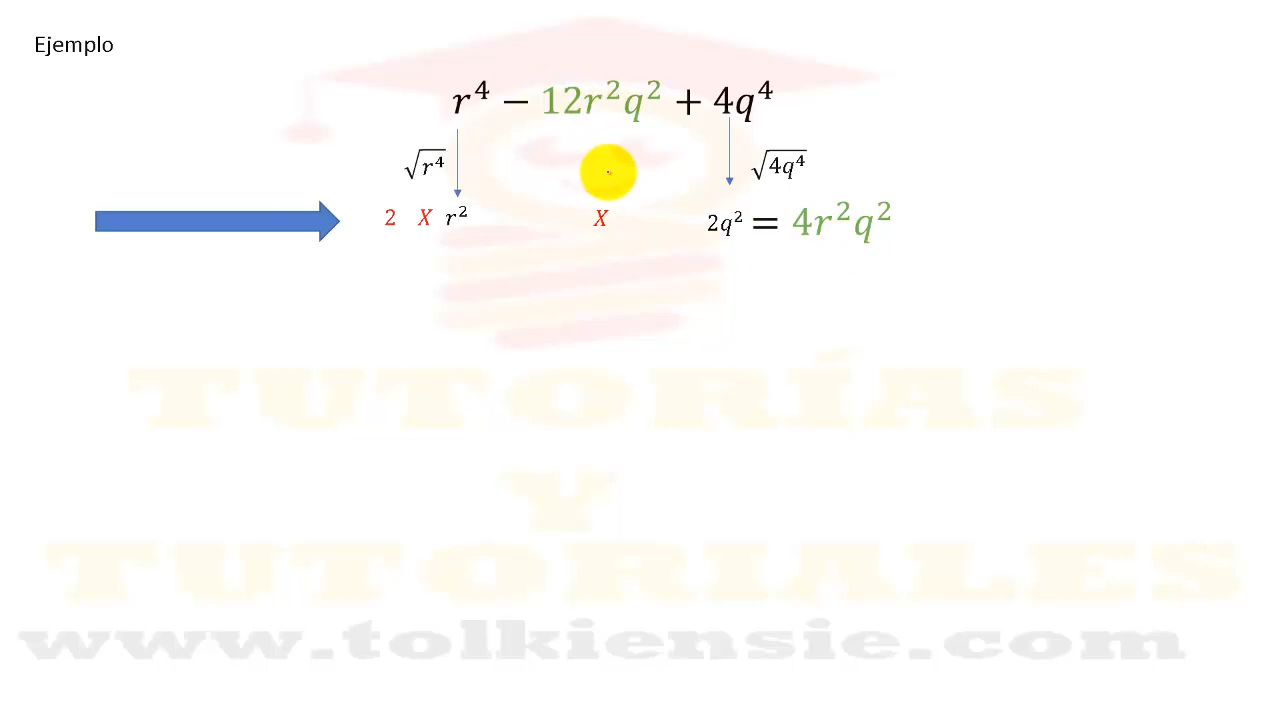 Ejemplo
r⁴ − 12r²q² + 4q⁴
√r⁴ √4q⁴
2 X r² X 2q² = 4r²q²
TUTORÍAS
Y
TUTORIALES
www.tolkiensie.com